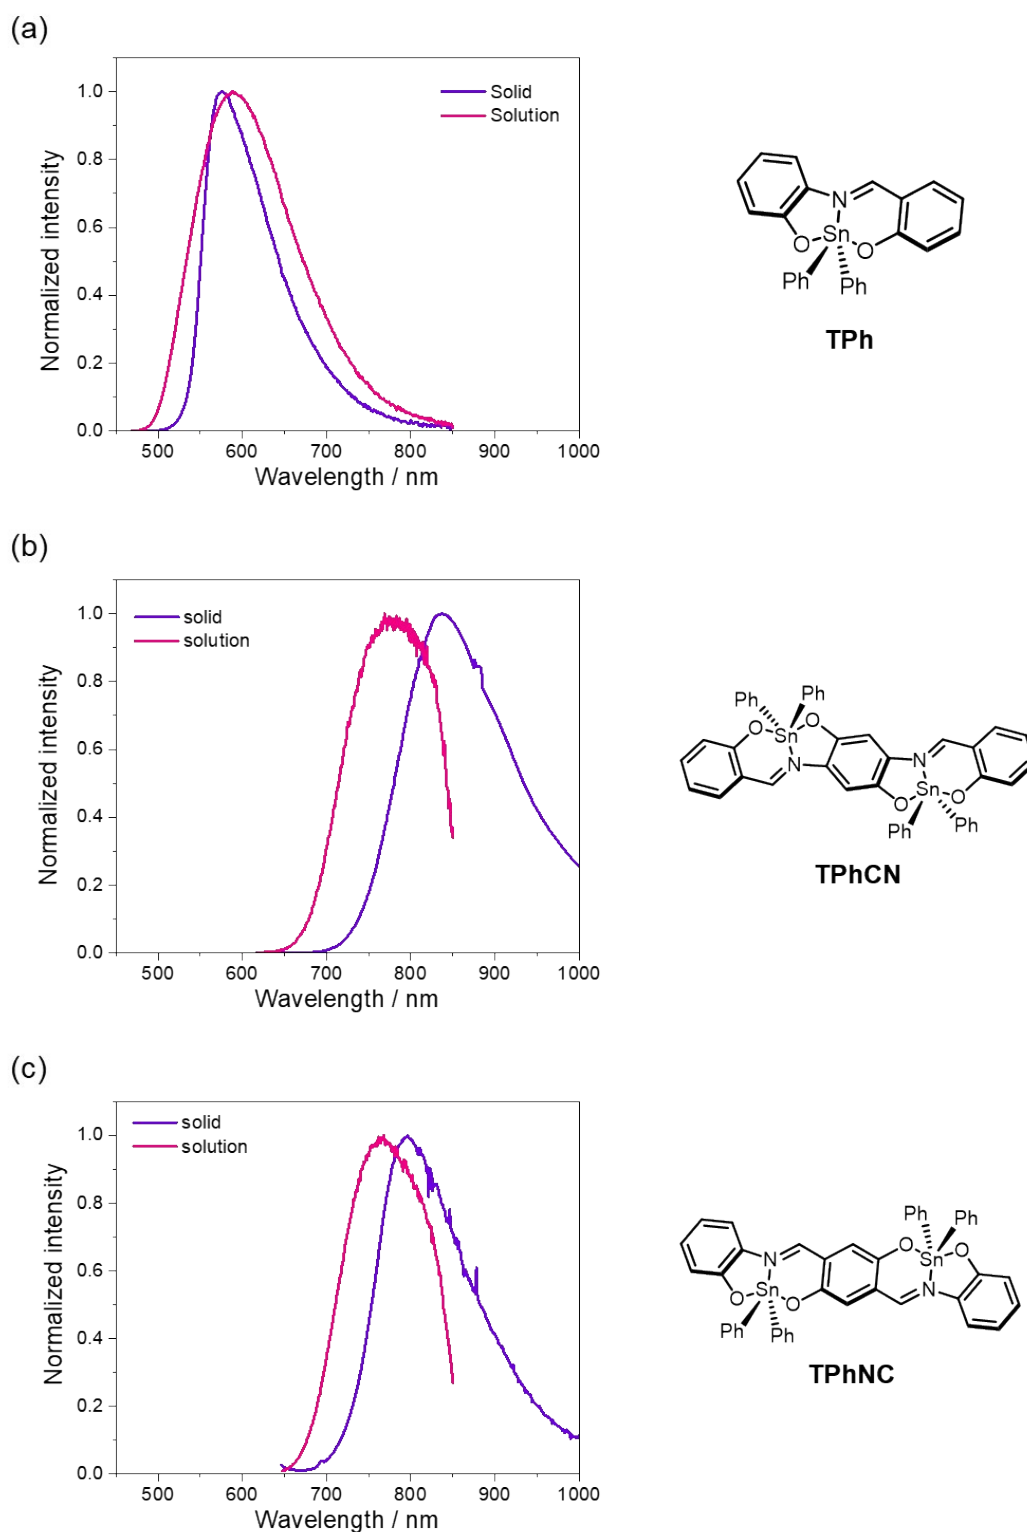 (a)
Normalized intensity
1.0
0.8
0.6
0.4
0.2
0.0
Solid
Solution
500 600 700 800 900 1000
Wavelength / nm
N
Sn
O
O
Ph
Ph
TPh
(b)
Normalized intensity
1.0
0.8
0.6
0.4
0.2
0.0
solid
solution
500 600 700 800 900 1000
Wavelength / nm
Ph
Ph
O
Sn
O
N
N
O
Sn
O
Ph
Ph
TPhCN
(c)
Normalized intensity
1.0
0.8
0.6
0.4
0.2
0.0
solid
solution
500 600 700 800 900 1000
Wavelength / nm
Ph
Ph
O
Sn
O
N
N
Sn
O
O
Ph
Ph
TPhNC